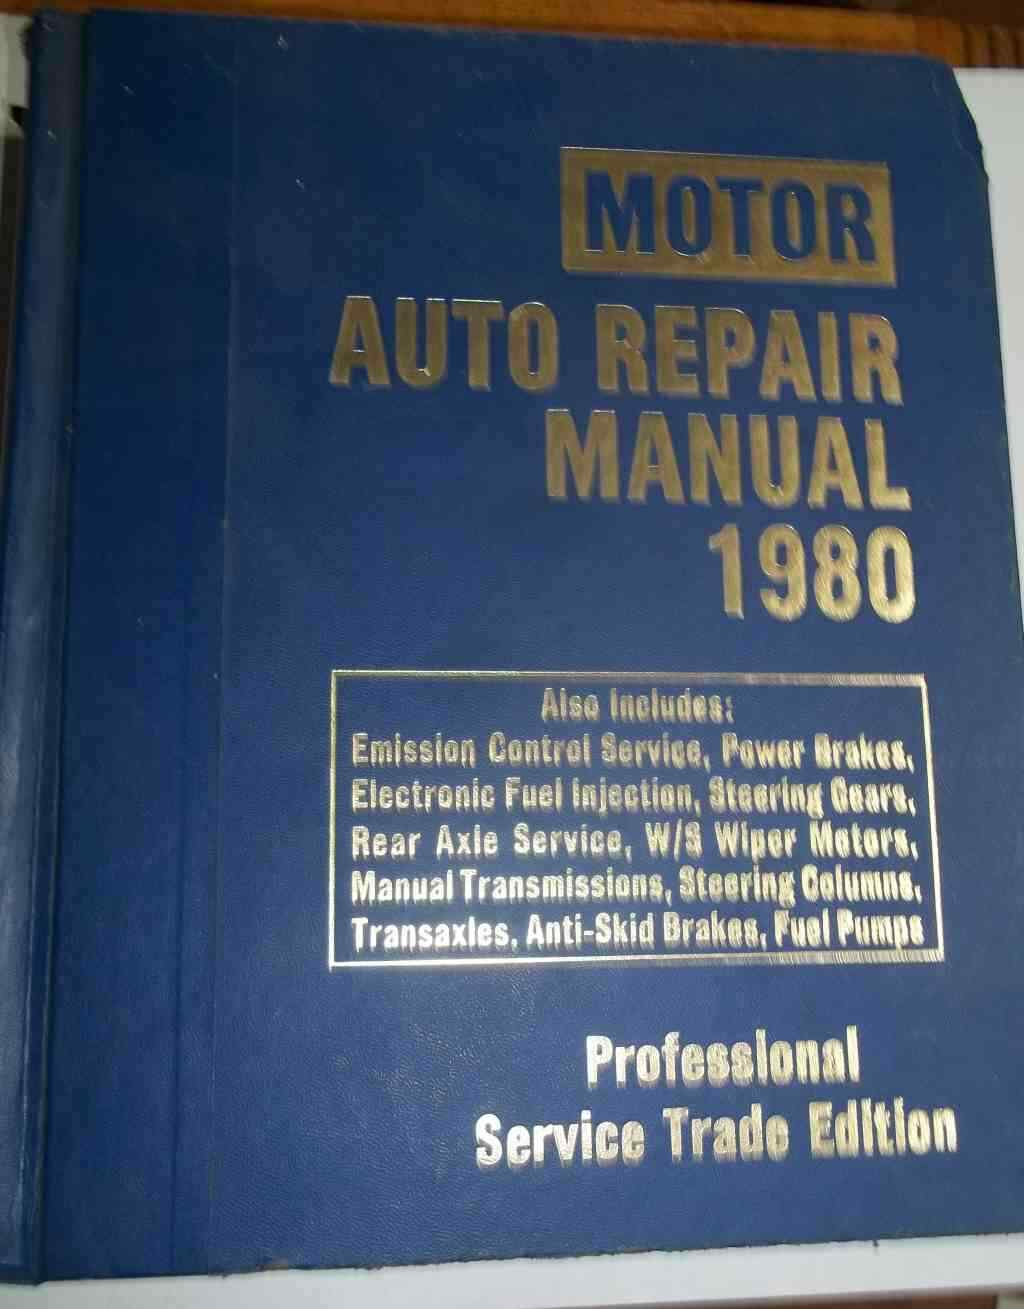 MOTOR
AUTO REPAIR
MANUAL
1980
Also Includes:
Emission Control Service, Power Brakes,
Electronic Fuel Injection, Steering Gears,
Rear Axle Service, W/S Wiper Motors,
Manual Transmissions, Steering Columns,
Transaxles, Anti-Skid Brakes, Fuel Pumps
Professional
Service Trade Edition